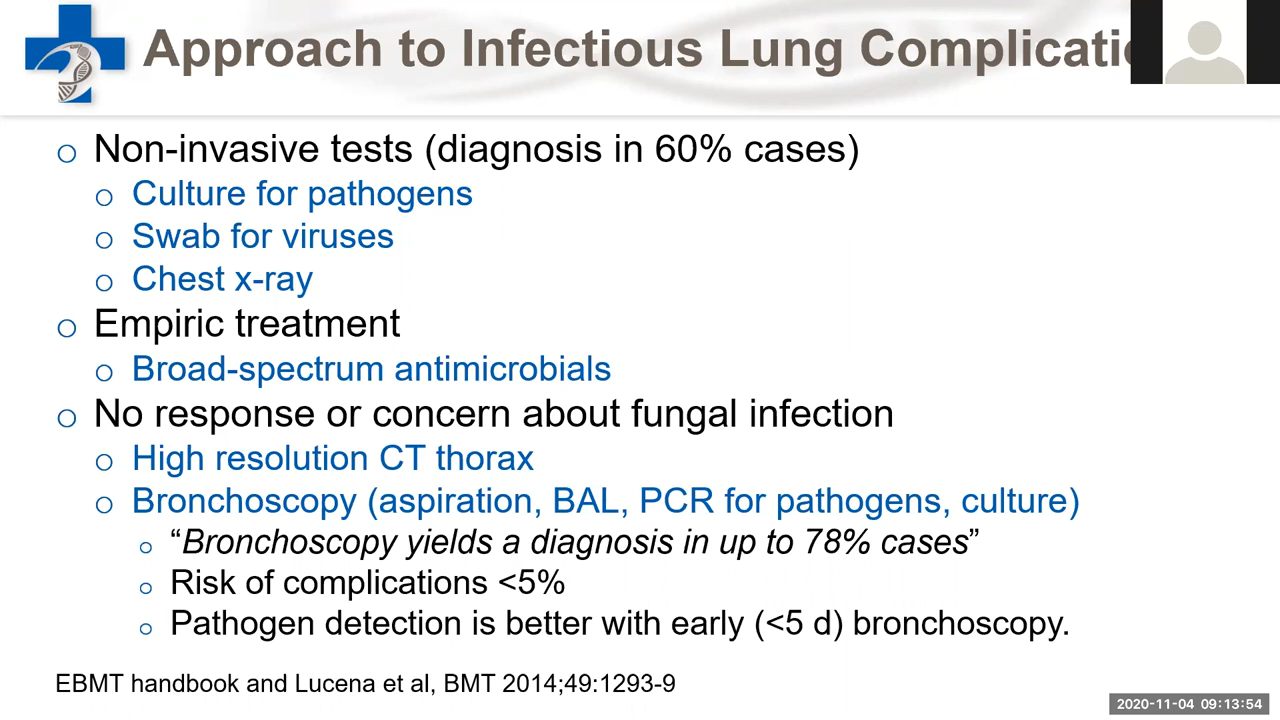 Approach to Infectious Lung
Non-invasive tests (diagnosis in 60% cases)
Culture for pathogens
Swab for viruses
Chest x-ray
Empiric treatment
Broad-spectrum antimicrobials
No response or concern about fungal infection
High resolution CT thorax
Bronchoscopy (aspiration, BAL, PCR for pathogens, culture)
“Bronchoscopy yields a diagnosis in up to 78% cases”
Risk of complications <5%
Pathogen detection is better with early (<5 d) bronchoscopy.
EBMT handbook and Lucena et al, BMT 2014;49:1293-9
2020-11-04 09:13:54